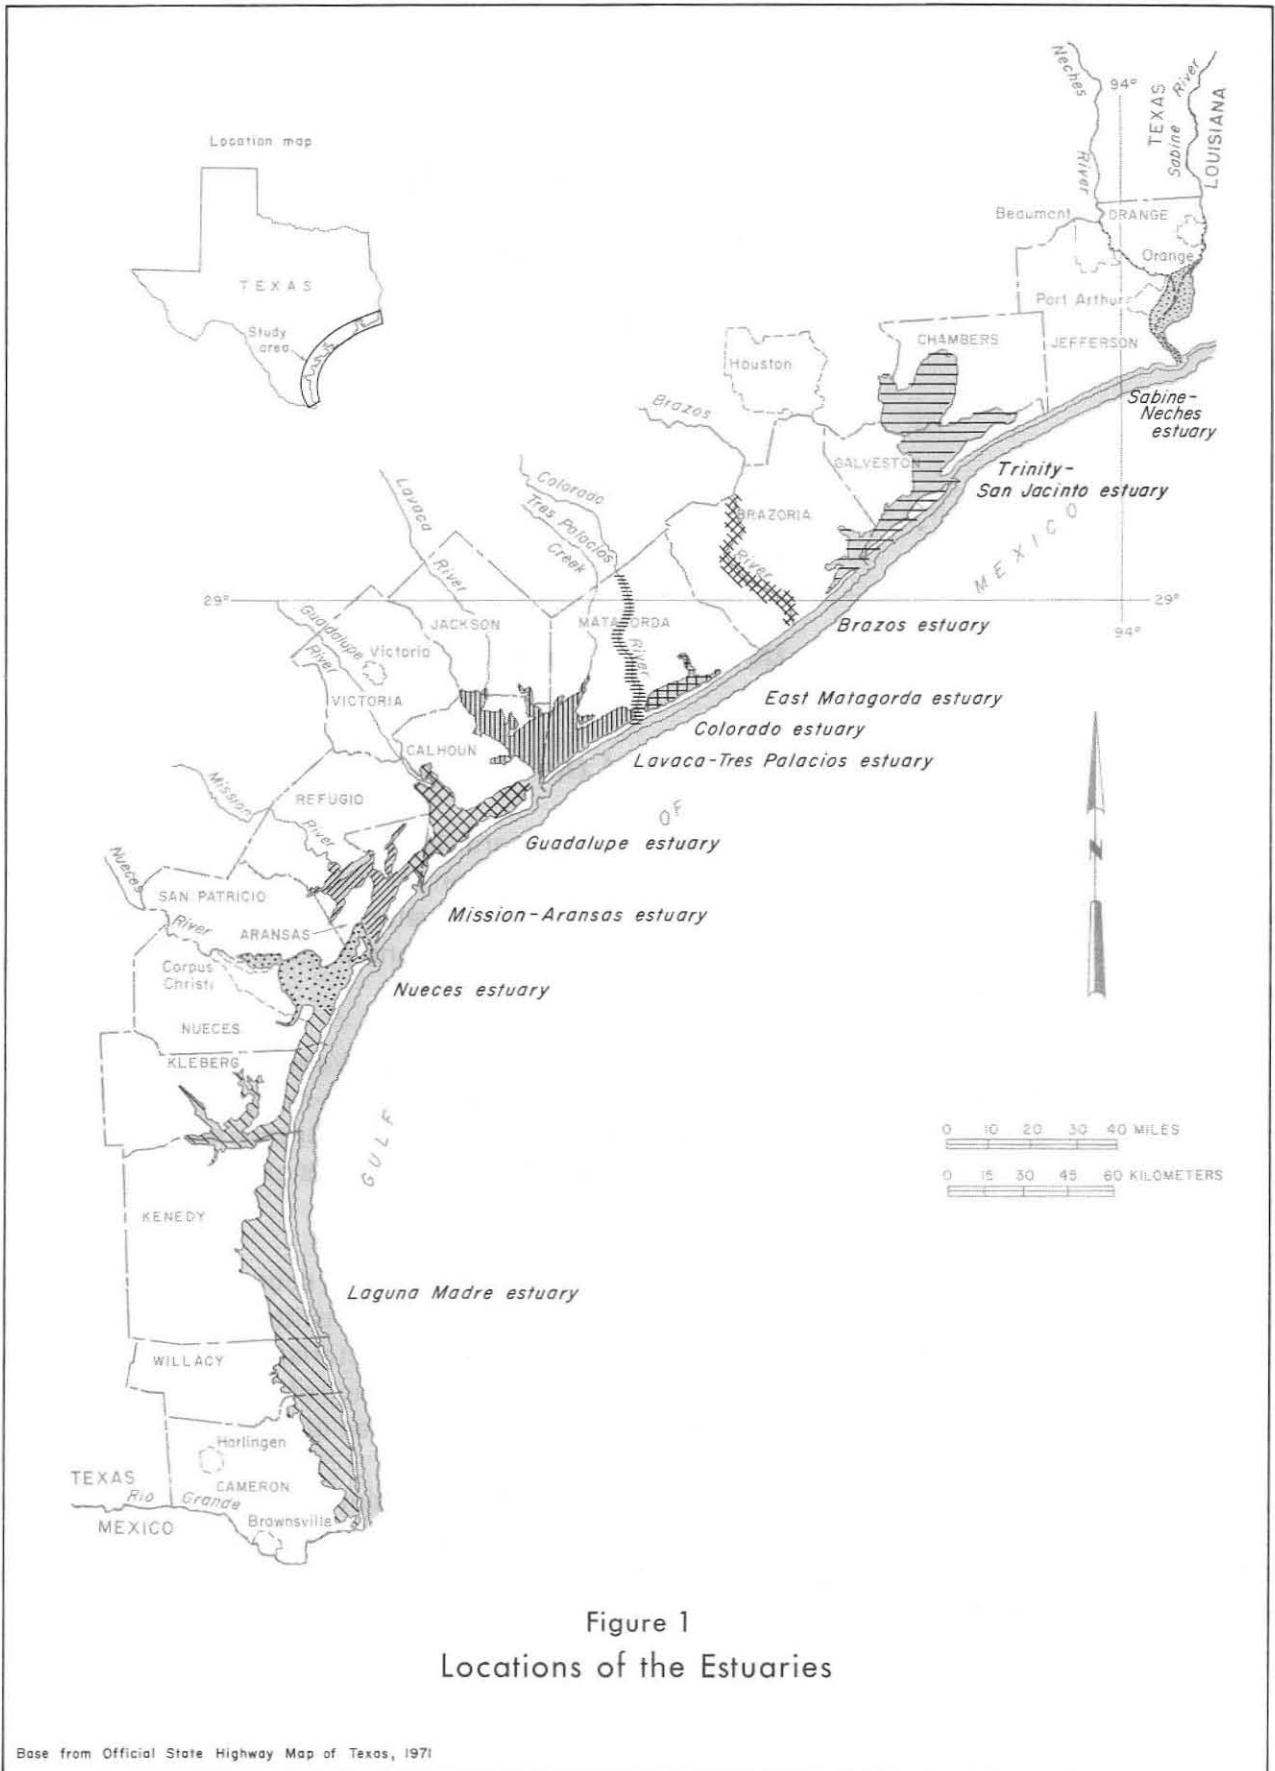 Location map
TEXAS
Study
area
Neches
River
94°
TEXAS
Sabine
River
LOUISIANA
Beaumont
ORANGE
Orange
Port Arthur
JEFFERSON
CHAMBERS
Houston
Sabine-
Neches
estuary
Brazos
River
GALVESTON
Trinity-
San Jacinto estuary
BRAZORIA
Colorado
River
Tres Palacios
Creek
Lavaca
River
MEXICO
29°
29°
94°
Brazos estuary
JACKSON
MATAGORDA
Guadalupe
River
Victoria
VICTORIA
East Matagorda estuary
Colorado estuary
CALHOUN
Lavaca-Tres Palacios estuary
Mission
River
REFUGIO
OF
N
Guadalupe estuary
Nueces
River
SAN PATRICIO
Mission-Aransas estuary
ARANSAS
Corpus
Christi
Nueces estuary
NUECES
KLEBERG
GULF
0 10 20 30 40 MILES
0 15 30 45 60 KILOMETERS
KENEDY
Laguna Madre estuary
WILLACY
Harlingen
TEXAS
CAMERON
Rio Grande
MEXICO
Brownsville
Figure 1
Locations of the Estuaries
Base from Official State Highway Map of Texas, 1971